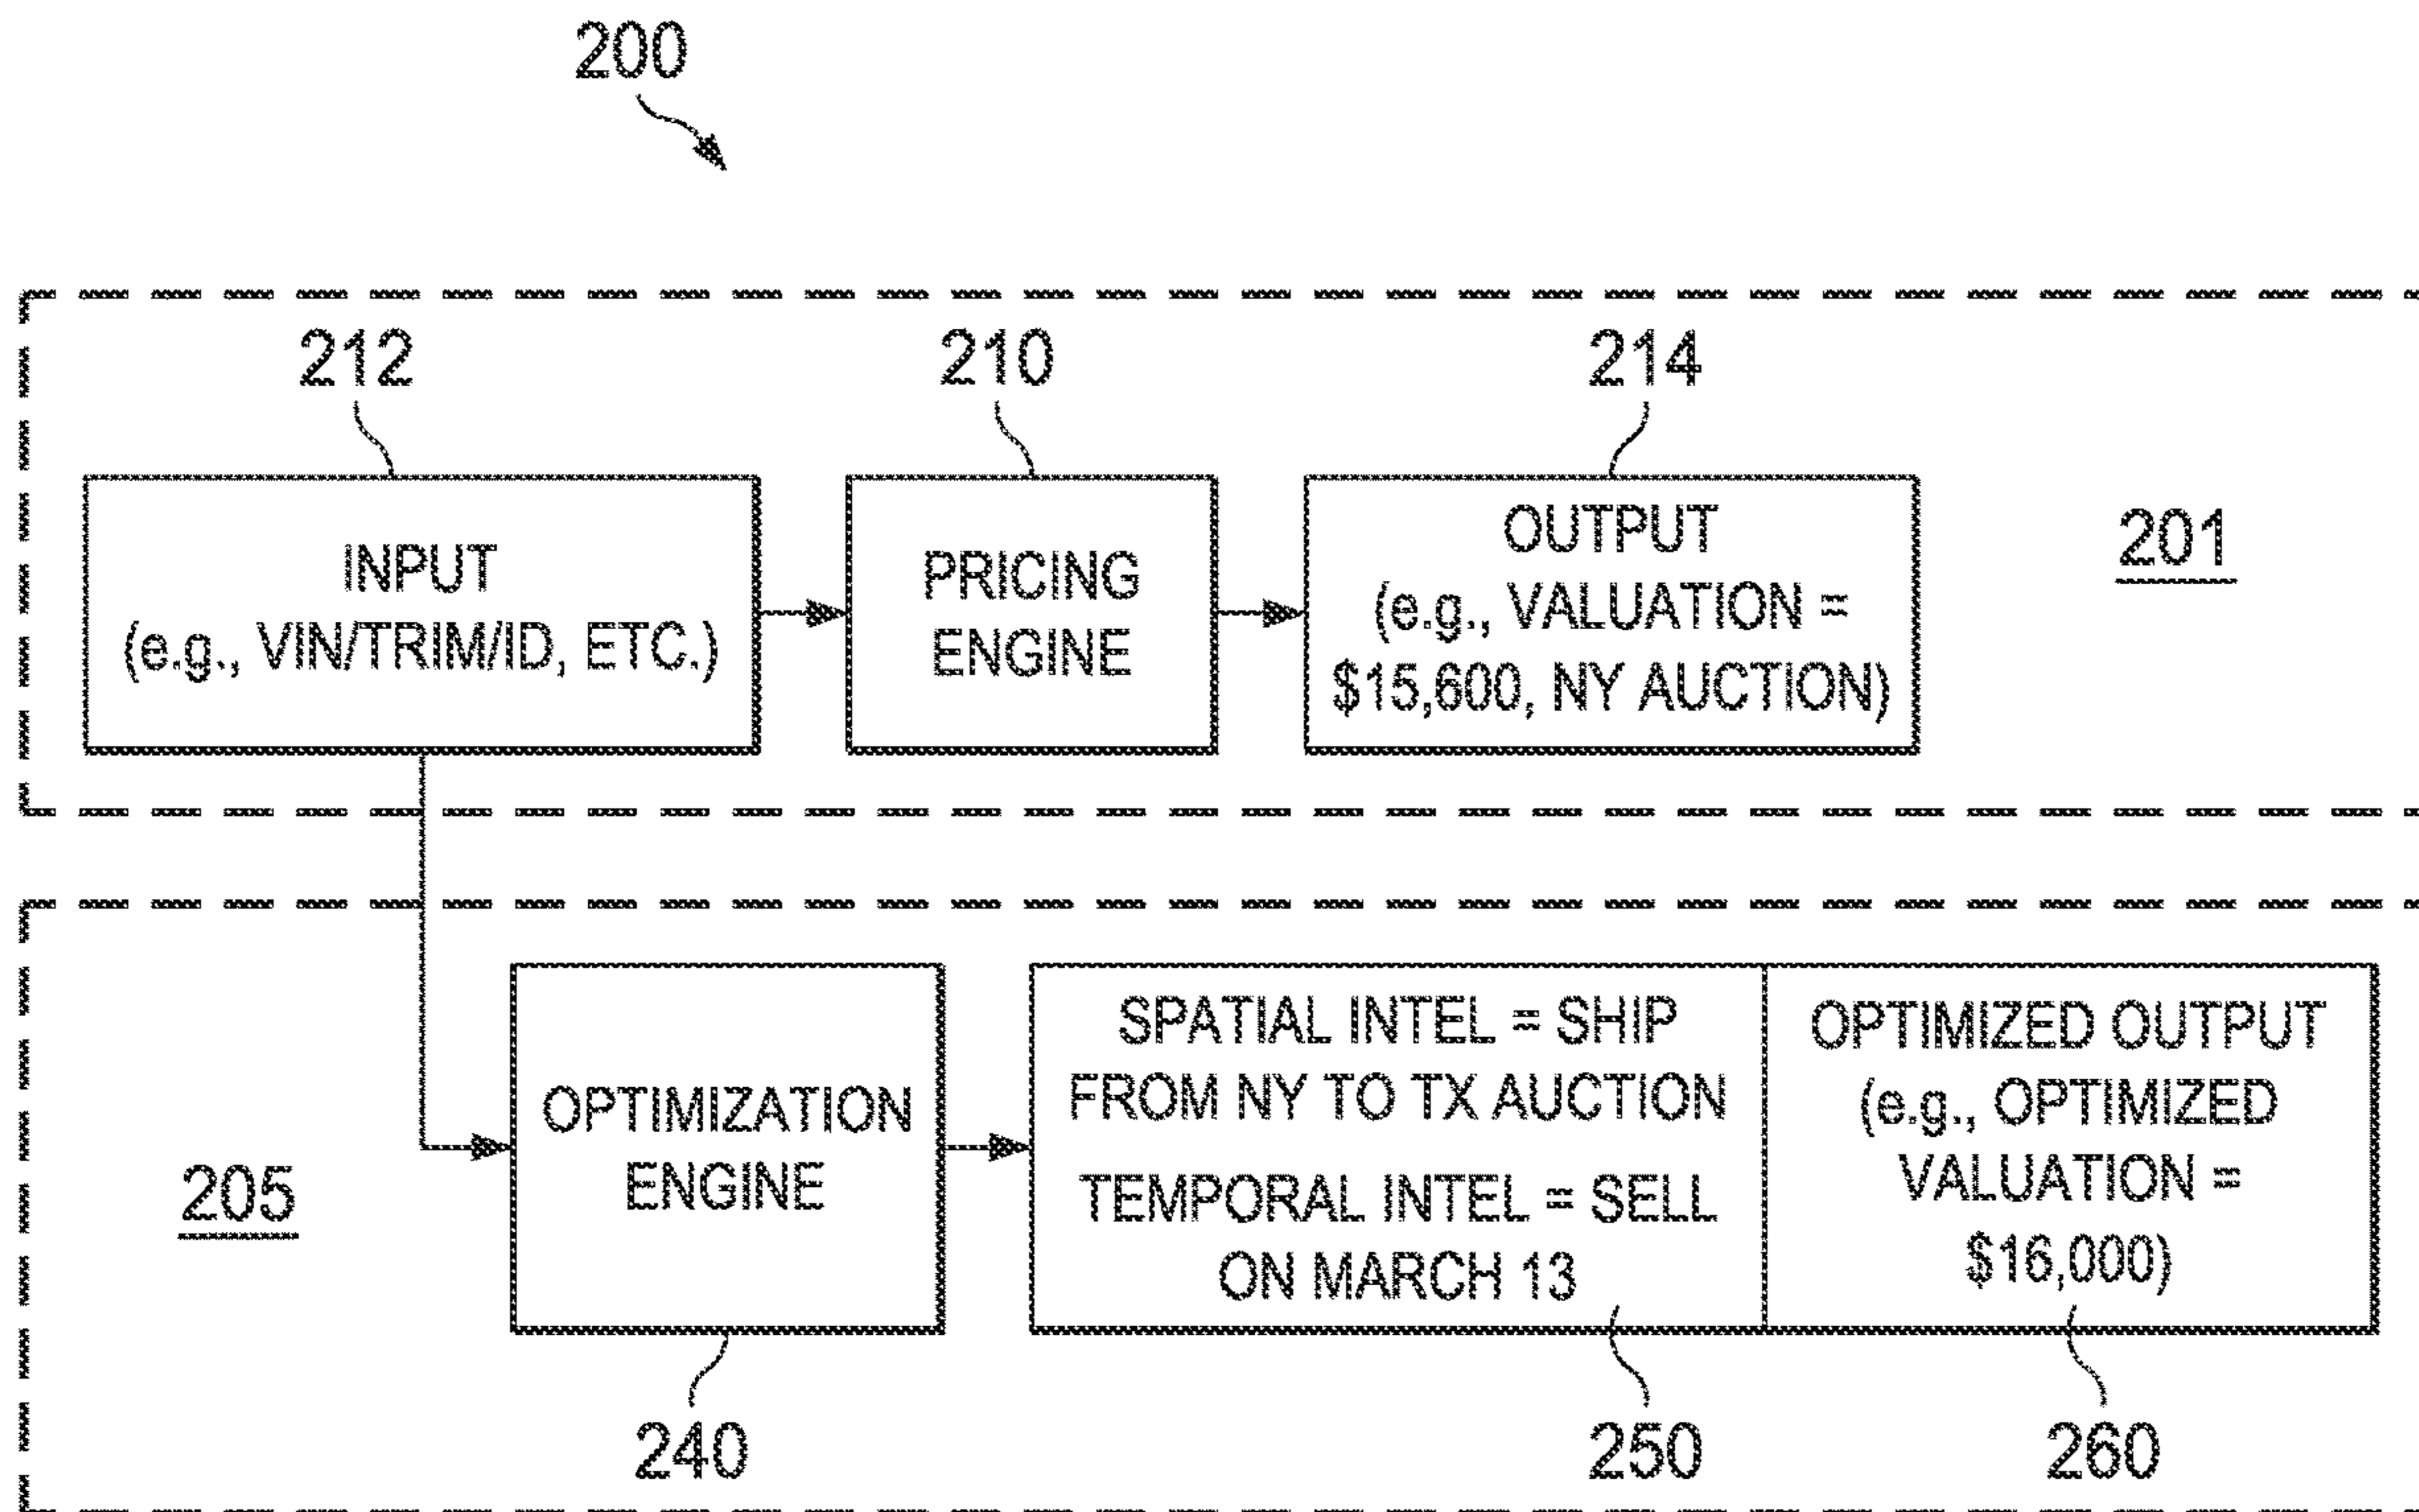 200
212
210
214
INPUT
(e.g., VIN/TRIM/ID, ETC.)
PRICING
ENGINE
OUTPUT
(e.g., VALUATION =
$15,600, NY AUCTION)
201
205
OPTIMIZATION
ENGINE
SPATIAL INTEL = SHIP
FROM NY TO TX AUCTION
TEMPORAL INTEL = SELL
ON MARCH 13
OPTIMIZED OUTPUT
(e.g., OPTIMIZED
VALUATION =
$16,000)
240
250
260